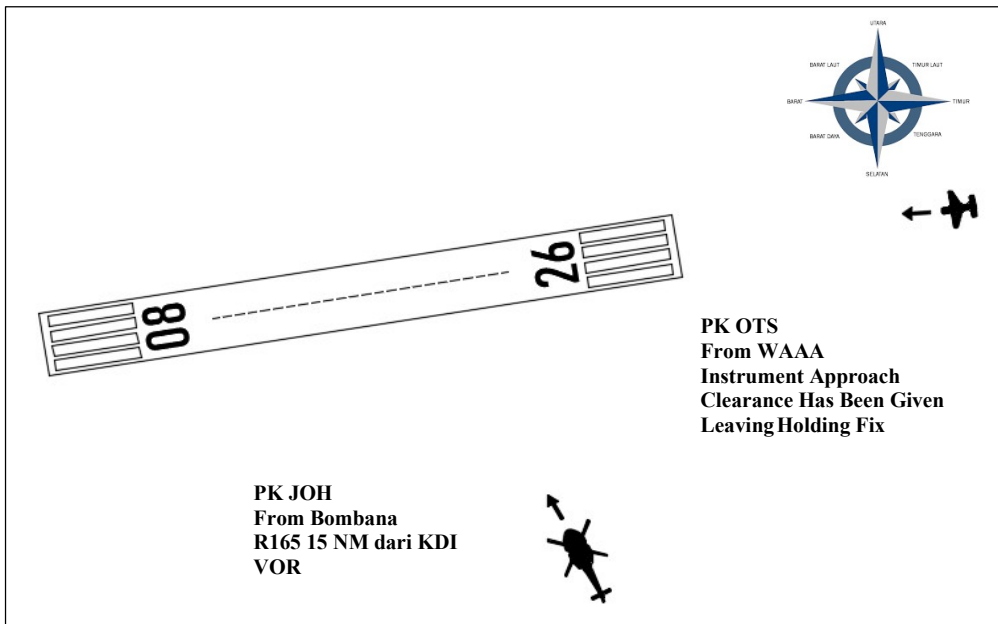 UTARA
BARAT LAUT
TIMUR LAUT
BARAT
TIMUR
BARAT DAYA
TENGGARA
SELATAN
08
26
PK OTS
From WAAA
Instrument Approach
Clearance Has Been Given
Leaving Holding Fix
PK JOH
From Bombana
R165 15 NM dari KDI
VOR